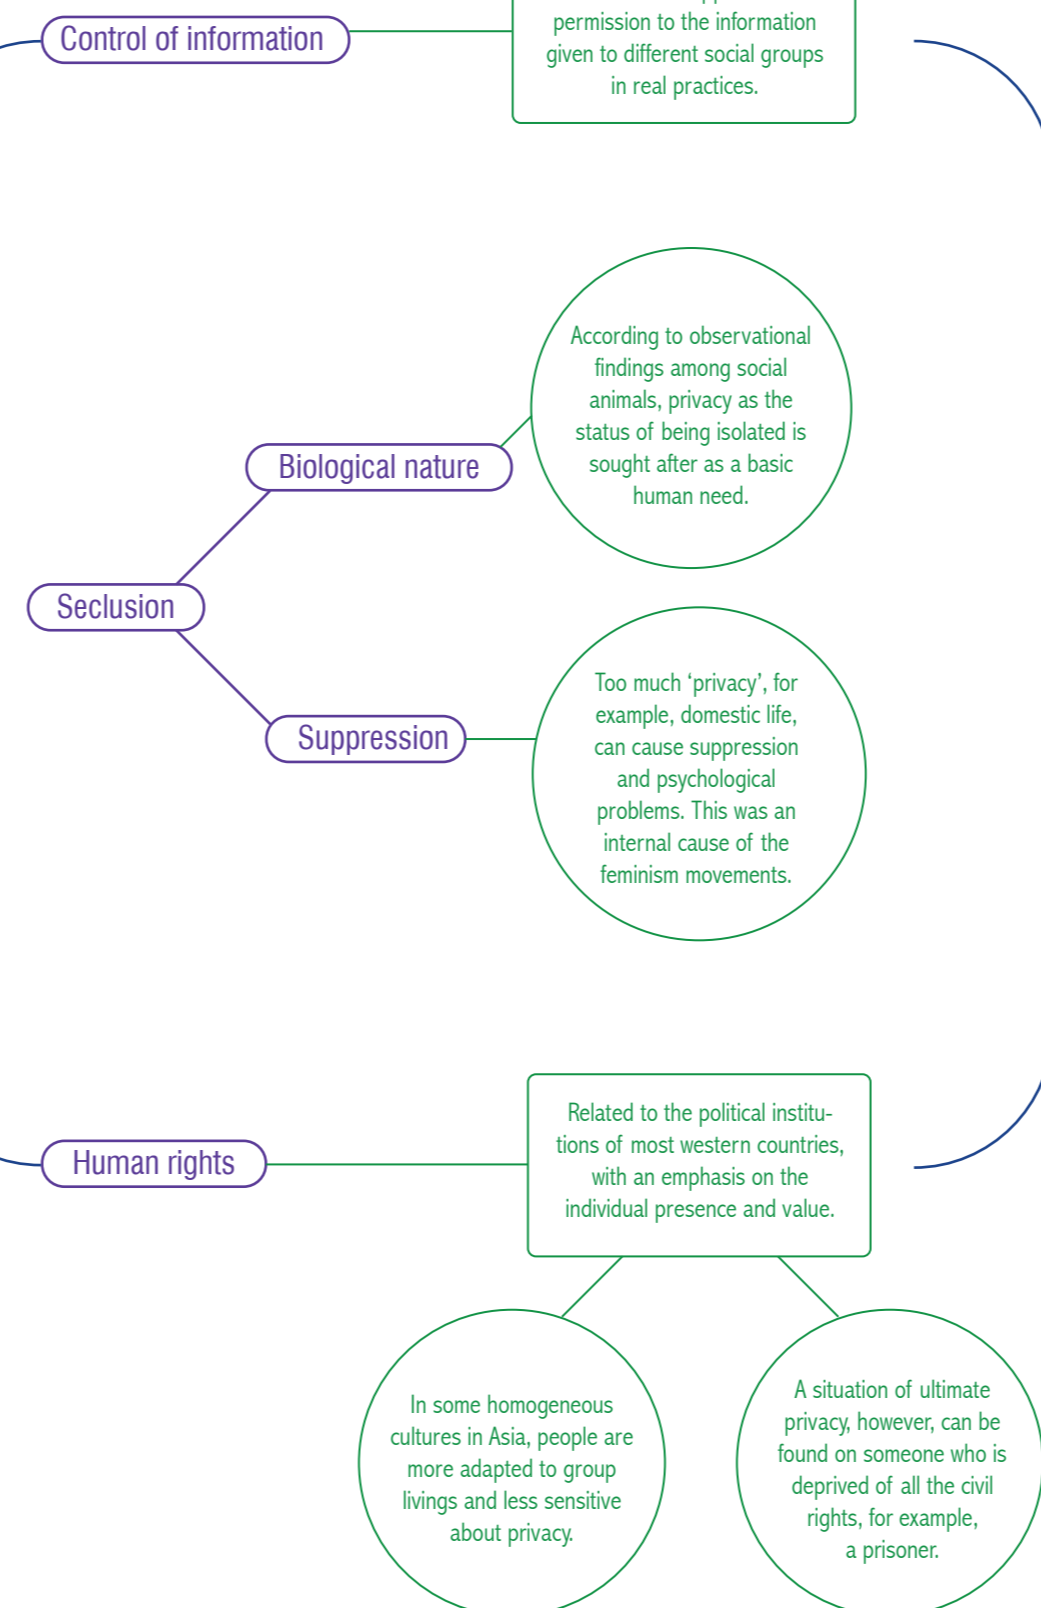 Control of information
permission to the information
given to different social groups
in real practices.
According to observational
findings among social
animals, privacy as the
status of being isolated is
sought after as a basic
human need.
Biological nature
Seclusion
Suppression
Too much ‘privacy’, for
example, domestic life,
can cause suppression
and psychological
problems. This was an
internal cause of the
feminism movements.
Human rights
Related to the political institu-
tions of most western countries,
with an emphasis on the
individual presence and value.
In some homogeneous
cultures in Asia, people are
more adapted to group
livings and less sensitive
about privacy.
A situation of ultimate
privacy, however, can be
found on someone who is
deprived of all the civil
rights, for example,
a prisoner.